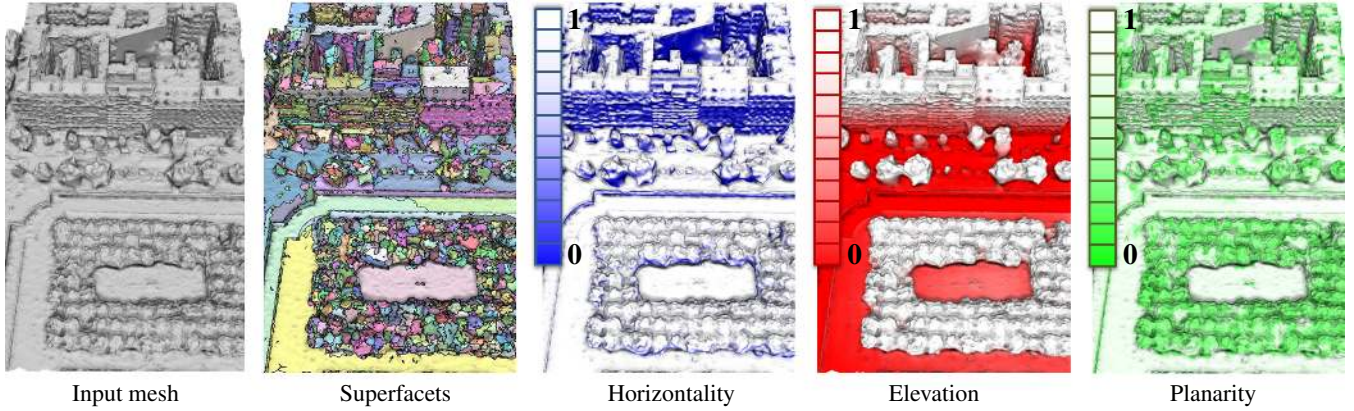 1
0
1
0
1
0
Input mesh
Superfacets
Horizontality
Elevation
Planarity